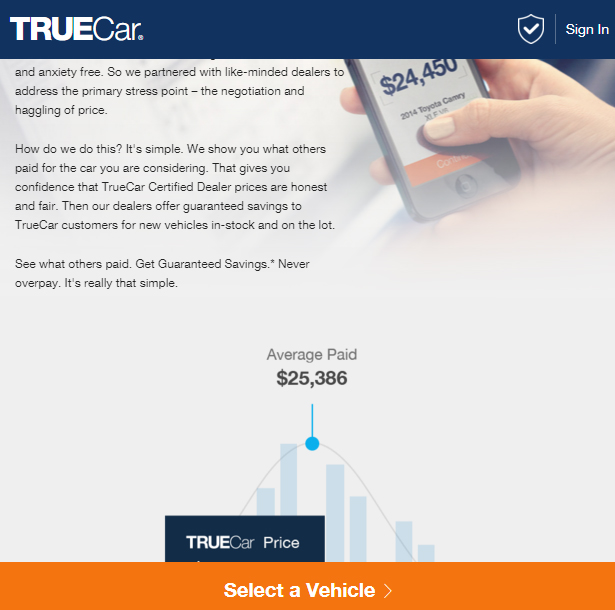 TRUECar®
Sign In
and anxiety free. So we partnered with like-minded dealers to
address the primary stress point – the negotiation and
haggling of price.
$24,450
2014 Toyota Camry
How do we do this? It's simple. We show you what others
paid for the car you are considering. That gives you
confidence that TrueCar Certified Dealer prices are honest
and fair. Then our dealers offer guaranteed savings to
TrueCar customers for new vehicles in-stock and on the lot.
See what others paid. Get Guaranteed Savings.* Never
overpay. It's really that simple.
Average Paid
$25,386
TRUECar Price
Select a Vehicle >